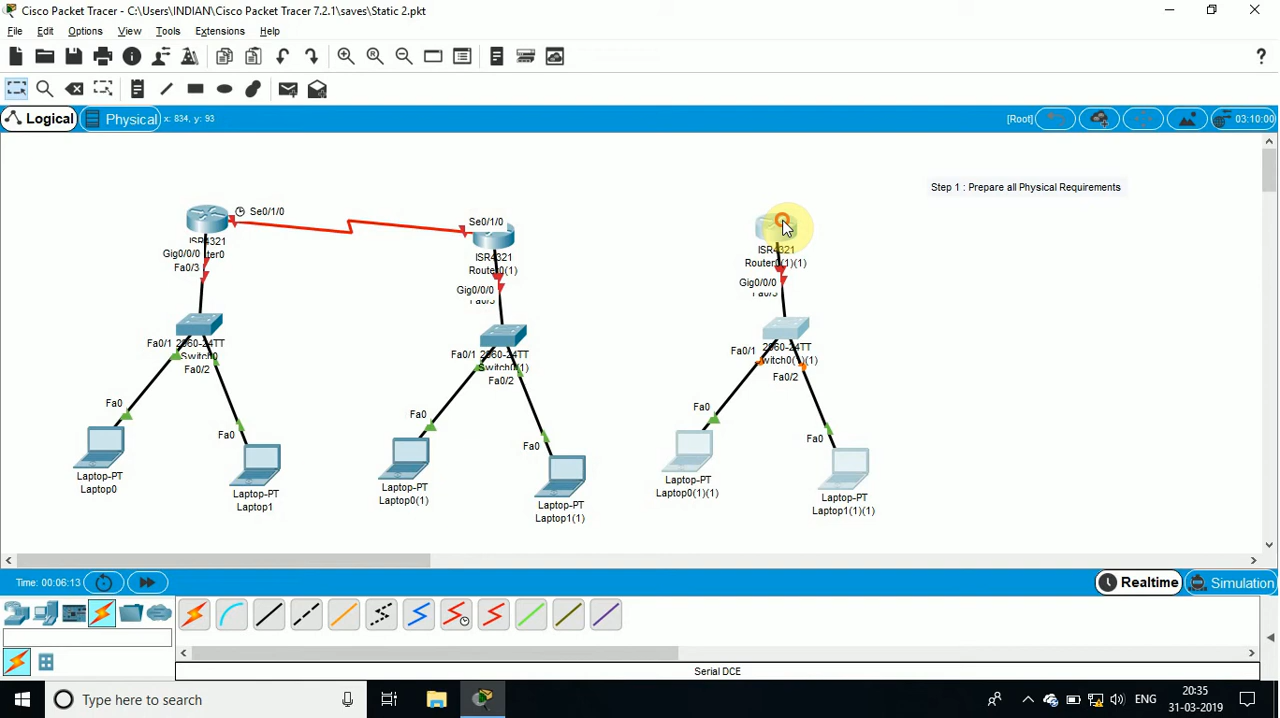 Cisco Packet Tracer - C:\Users\INDIAN\Cisco Packet Tracer 7.2.1\saves\Static 2.pkt
File Edit Options View Tools Extensions Help
Logical Physical x: 834, y: 93 [Root] 03:10:00
Step 1 : Prepare all Physical Requirements
Se0/1/0
Se0/1/0
ISR4321
Gig0/0/0
Fa0/3
ISR4321
Router0(1)
Gig0/0/0
Fa0/3
ISR4321
Router0(1)(1)
Gig0/0/0
Fa0/3
Fa0/1 2960-24TT
Switch0
Fa0/2
Fa0/1 2960-24TT
Switch0(1)
Fa0/2
Fa0/1 2960-24TT
Switch0(1)(1)
Fa0/2
Fa0
Fa0
Fa0
Fa0
Fa0
Fa0
Laptop-PT
Laptop0
Laptop-PT
Laptop1
Laptop-PT
Laptop0(1)
Laptop-PT
Laptop1(1)
Laptop-PT
Laptop0(1)(1)
Laptop-PT
Laptop1(1)(1)
Time: 00:06:13 Realtime Simulation
Serial DCE
Type here to search ENG 20:35
31-03-2019